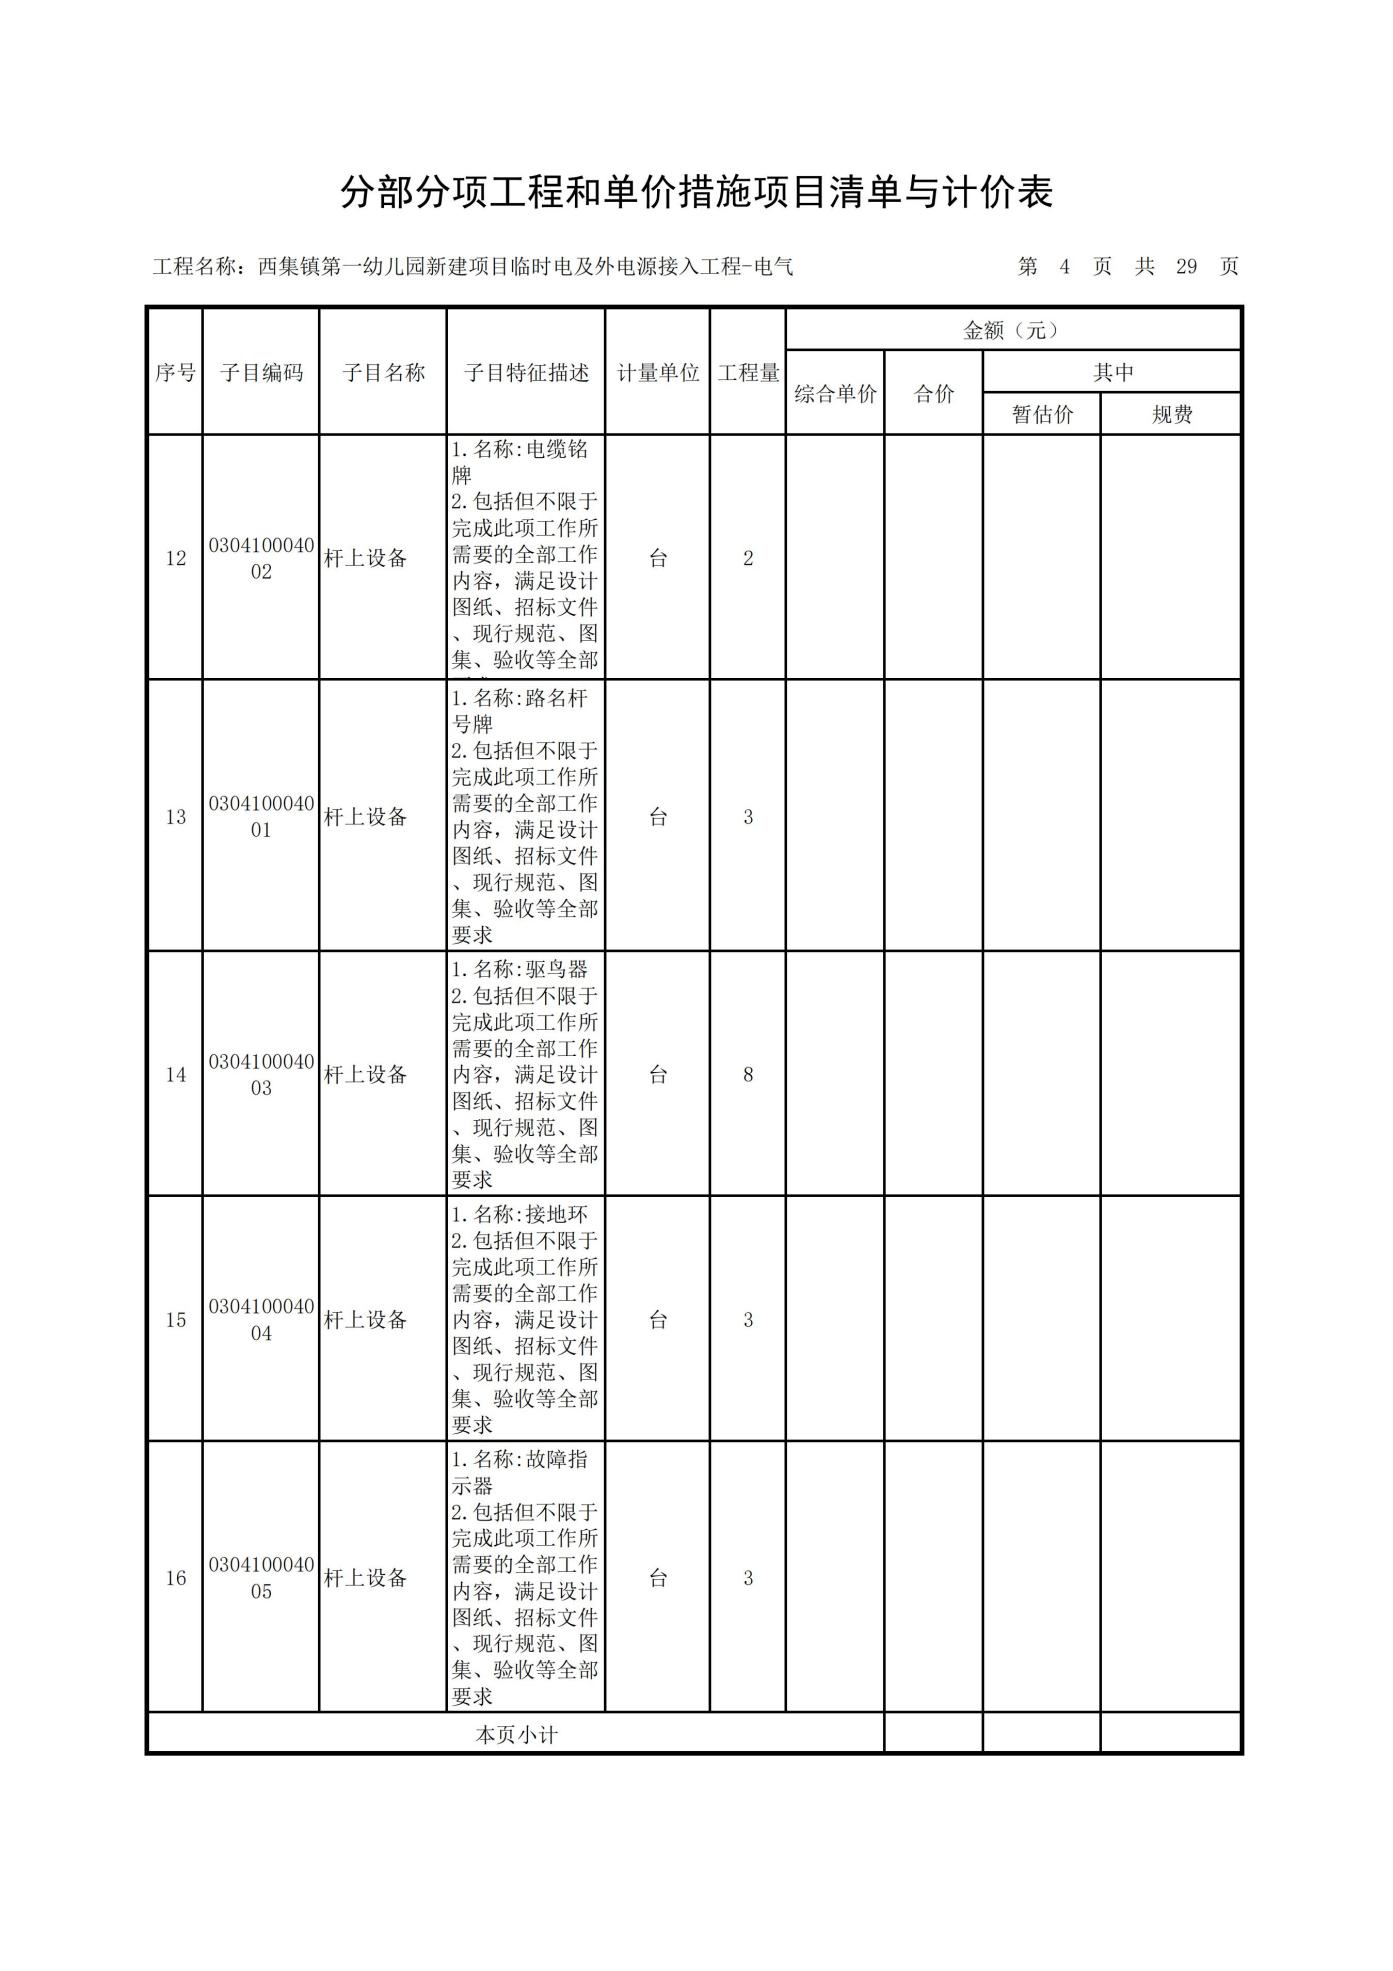 分部分项工程和单价措施项目清单与计价表
工程名称：西集镇第一幼儿园新建项目临时电及外电源接入工程-电气 第 4 页 共 29 页
序号 子目编码 子目名称 子目特征描述 计量单位 工程量 金额（元）
综合单价 合价 其中
暂估价 规费
12
030410004002
杆上设备
1.名称:电缆铭
牌
2.包括但不限于
完成此项工作所
需要的全部工作
内容，满足设计
图纸、招标文件
、现行规范、图
集、验收等全部
台
2
13
030410004001
杆上设备
1.名称:路名杆
号牌
2.包括但不限于
完成此项工作所
需要的全部工作
内容，满足设计
图纸、招标文件
、现行规范、图
集、验收等全部
要求
台
3
14
030410004003
杆上设备
1.名称:驱鸟器
2.包括但不限于
完成此项工作所
需要的全部工作
内容，满足设计
图纸、招标文件
、现行规范、图
集、验收等全部
要求
台
8
15
030410004004
杆上设备
1.名称:接地环
2.包括但不限于
完成此项工作所
需要的全部工作
内容，满足设计
图纸、招标文件
、现行规范、图
集、验收等全部
要求
台
3
16
030410004005
杆上设备
1.名称:故障指
示器
2.包括但不限于
完成此项工作所
需要的全部工作
内容，满足设计
图纸、招标文件
、现行规范、图
集、验收等全部
要求
台
3
本页小计